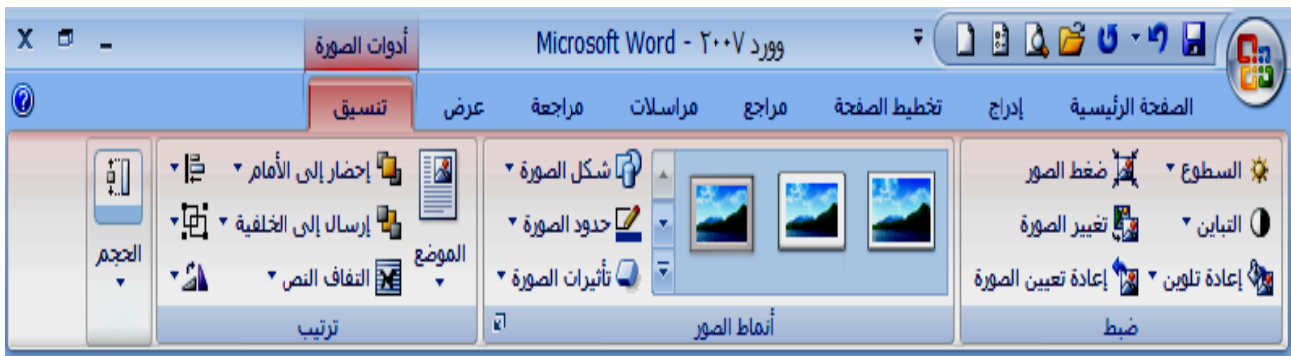 وورد ٢٠٠٧ - Microsoft Word
أدوات الصورة
الصفحة الرئيسية
إدراج
تخطيط الصفحة
مراجع
مراسلات
مراجعة
عرض
تنسيق
السطوع
ضغط الصور
التباين
تغيير الصورة
إعادة تلوين
إعادة تعيين الصورة
ضبط
شكل الصورة
حدود الصورة
تأثيرات الصورة
أنماط الصور
الموضع
إحضار إلى الأمام
إرسال إلى الخلفية
التفاف النص
ترتيب
الحجم